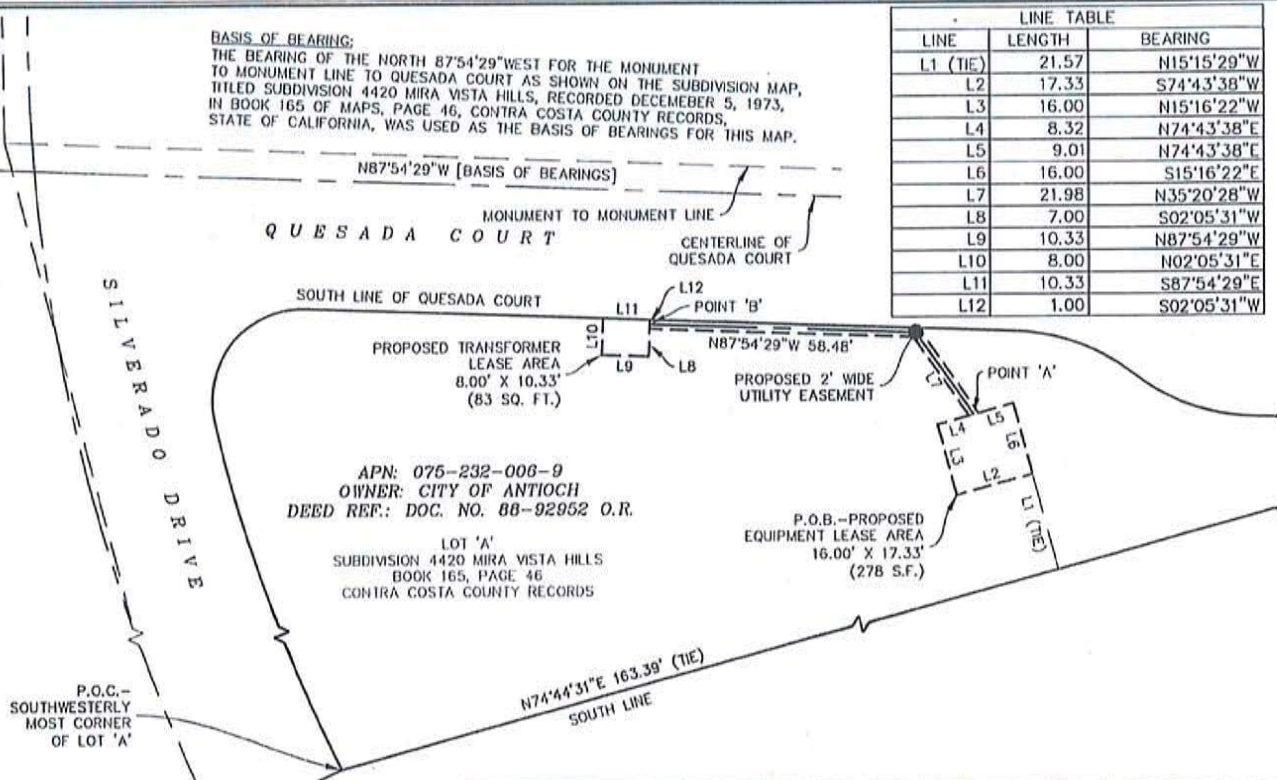 BASIS OF BEARING;
THE BEARING OF THE NORTH 87°54'29"WEST FOR THE MONUMENT
TO MONUMENT LINE TO QUESADA COURT AS SHOWN ON THE SUBDIVISION MAP,
TITLED SUBDIVISION 4420 MIRA VISTA HILLS, RECORDED DECEMEBER 5, 1973,
IN BOOK 165 OF MAPS, PAGE 46, CONTRA COSTA COUNTY RECORDS,
STATE OF CALIFORNIA, WAS USED AS THE BASIS OF BEARINGS FOR THIS MAP.
LINE TABLE
LINE LENGTH BEARING
L1 (TIE) 21.57 N15°15'29"W
L2 17.33 S74°43'38"W
L3 16.00 N15°16'22"W
L4 8.32 N74°43'38"E
L5 9.01 N74°43'38"E
L6 16.00 S15°16'22"E
L7 21.98 N35°20'28"W
L8 7.00 S02°05'31"W
L9 10.33 N87°54'29"W
L10 8.00 N02°05'31"E
L11 10.33 S87°54'29"E
L12 1.00 S02°05'31"W
N87°54'29"W [BASIS OF BEARINGS]
MONUMENT TO MONUMENT LINE
QUESADA COURT
CENTERLINE OF
QUESADA COURT
SILVERADO DRIVE
SOUTH LINE OF QUESADA COURT
L11
L12
POINT 'B'
L10
L9
L8
N87°54'29"W 58.48'
PROPOSED TRANSFORMER
LEASE AREA
8.00' X 10.33'
(83 SQ. FT.)
PROPOSED 2' WIDE
UTILITY EASEMENT
L7
POINT 'A'
L4
L5
L3
L6
L2
L1 (TIE)
APN: 075-232-006-9
OWNER: CITY OF ANTIOCH
DEED REF.: DOC. NO. 88-92952 O.R.
LOT 'A'
SUBDIVISION 4420 MIRA VISTA HILLS
BOOK 165, PAGE 46
CONTRA COSTA COUNTY RECORDS
P.O.B.-PROPOSED
EQUIPMENT LEASE AREA
16.00' X 17.33'
(278 S.F.)
N74°44'31"E 163.39' (TIE)
SOUTH LINE
P.O.C.-
SOUTHWESTERLY
MOST CORNER
OF LOT 'A'